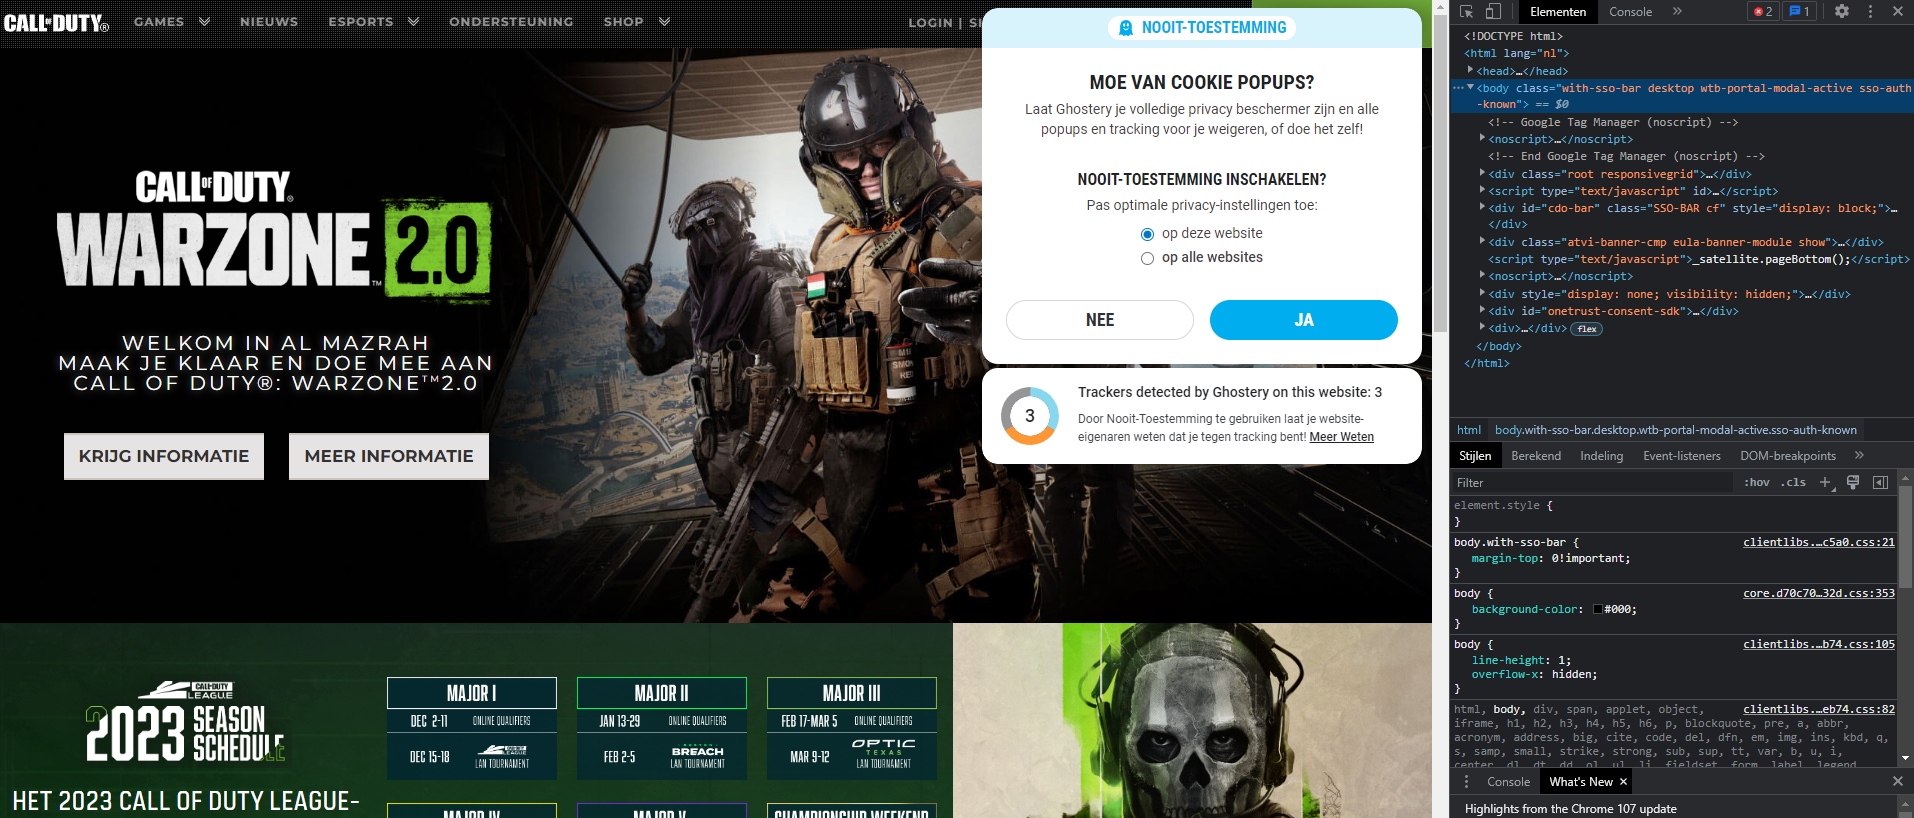 CALL OF DUTY®
GAMES
NIEUWS
ESPORTS
ONDERSTEUNING
SHOP
LOGIN |
NOOIT-TOESTEMMING
MOE VAN COOKIE POPUPS?
Laat Ghostery je volledige privacy beschermer zijn en alle
popups en tracking voor je weigeren, of doe het zelf!
NOOIT-TOESTEMMING INSCHAKELEN?
Pas optimale privacy-instellingen toe:
op deze website
op alle websites
NEE
JA
3
Trackers detected by Ghostery on this website: 3
Door Nooit-Toestemming te gebruiken laat je website-
eigenaren weten dat je tegen tracking bent! Meer Weten
CALL OF DUTY®
WARZONE™ 2.0
WELKOM IN AL MAZRAH
MAAK JE KLAAR EN DOE MEE AAN
CALL OF DUTY®: WARZONE™2.0
KRIJG INFORMATIE
MEER INFORMATIE
CALL OF DUTY
LEAGUE
2023 SEASON
SCHEDULE
HET 2023 CALL OF DUTY LEAGUE-
MAJOR I
DEC 2-11 ONLINE QUALIFIERS
DEC 15-18 LAN TOURNAMENT
MAJOR II
JAN 13-29 ONLINE QUALIFIERS
BREACH
FEB 2-5 LAN TOURNAMENT
MAJOR III
FEB 17-MAR 5 ONLINE QUALIFIERS
OPTIC
TEXAS
MAR 9-12 LAN TOURNAMENT
MAJOR IV
MAJOR V
CHAMPIONSHIP WEEKEND
Elementen
Console
»
2
1
<!DOCTYPE html>
<html lang="nl">
<head>…</head>
<body class="with-sso-bar desktop wtb-portal-modal-active sso-auth
-known"> == $0
<!-- Google Tag Manager (noscript) -->
<noscript>…</noscript>
<!-- End Google Tag Manager (noscript) -->
<div class="root responsivegrid">…</div>
<script type="text/javascript" id>…</script>
<div id="cdo-bar" class="SSO-BAR cf" style="display: block;">…
</div>
<div class="atvi-banner-cmp eula-banner-module show">…</div>
<script type="text/javascript">_satellite.pageBottom();</script>
<noscript>…</noscript>
<div style="display: none; visibility: hidden;">…</div>
<div id="onetrust-consent-sdk">…</div>
<div>…</div> flex
</body>
</html>
html body.with-sso-bar.desktop.wtb-portal-modal-active.sso-auth-known
Stijlen Berekend Indeling Event-listeners DOM-breakpoints »
Filter :hov .cls +
element.style {
}
body.with-sso-bar { clientlibs.…c5a0.css:21
margin-top: 0!important;
}
body { core.d70c70…32d.css:353
background-color: #000;
}
body { clientlibs.…b74.css:105
line-height: 1;
overflow-x: hidden;
}
html, body, div, span, applet, object, clientlibs.…eb74.css:82
iframe, h1, h2, h3, h4, h5, h6, p, blockquote, pre, a, abbr,
acronym, address, big, cite, code, del, dfn, em, img, ins, kbd, q,
s, samp, small, strike, strong, sub, sup, tt, var, b, u, i,
center, dl, dt, dd, ol, ul, li, fieldset, form, label, legend,
Console What's New ×
Highlights from the Chrome 107 update